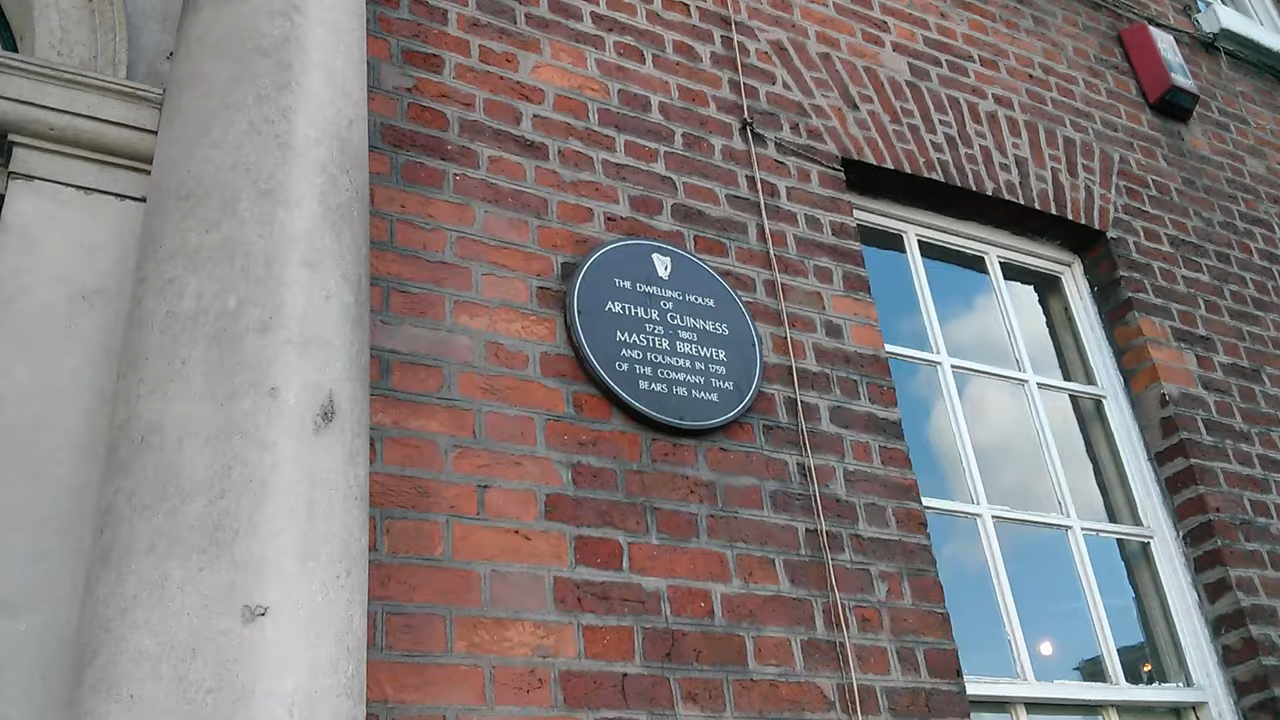 THE DWELLING HOUSE
OF
ARTHUR GUINNESS
1725 - 1803
MASTER BREWER
AND FOUNDER IN 1759
OF THE COMPANY THAT
BEARS HIS NAME